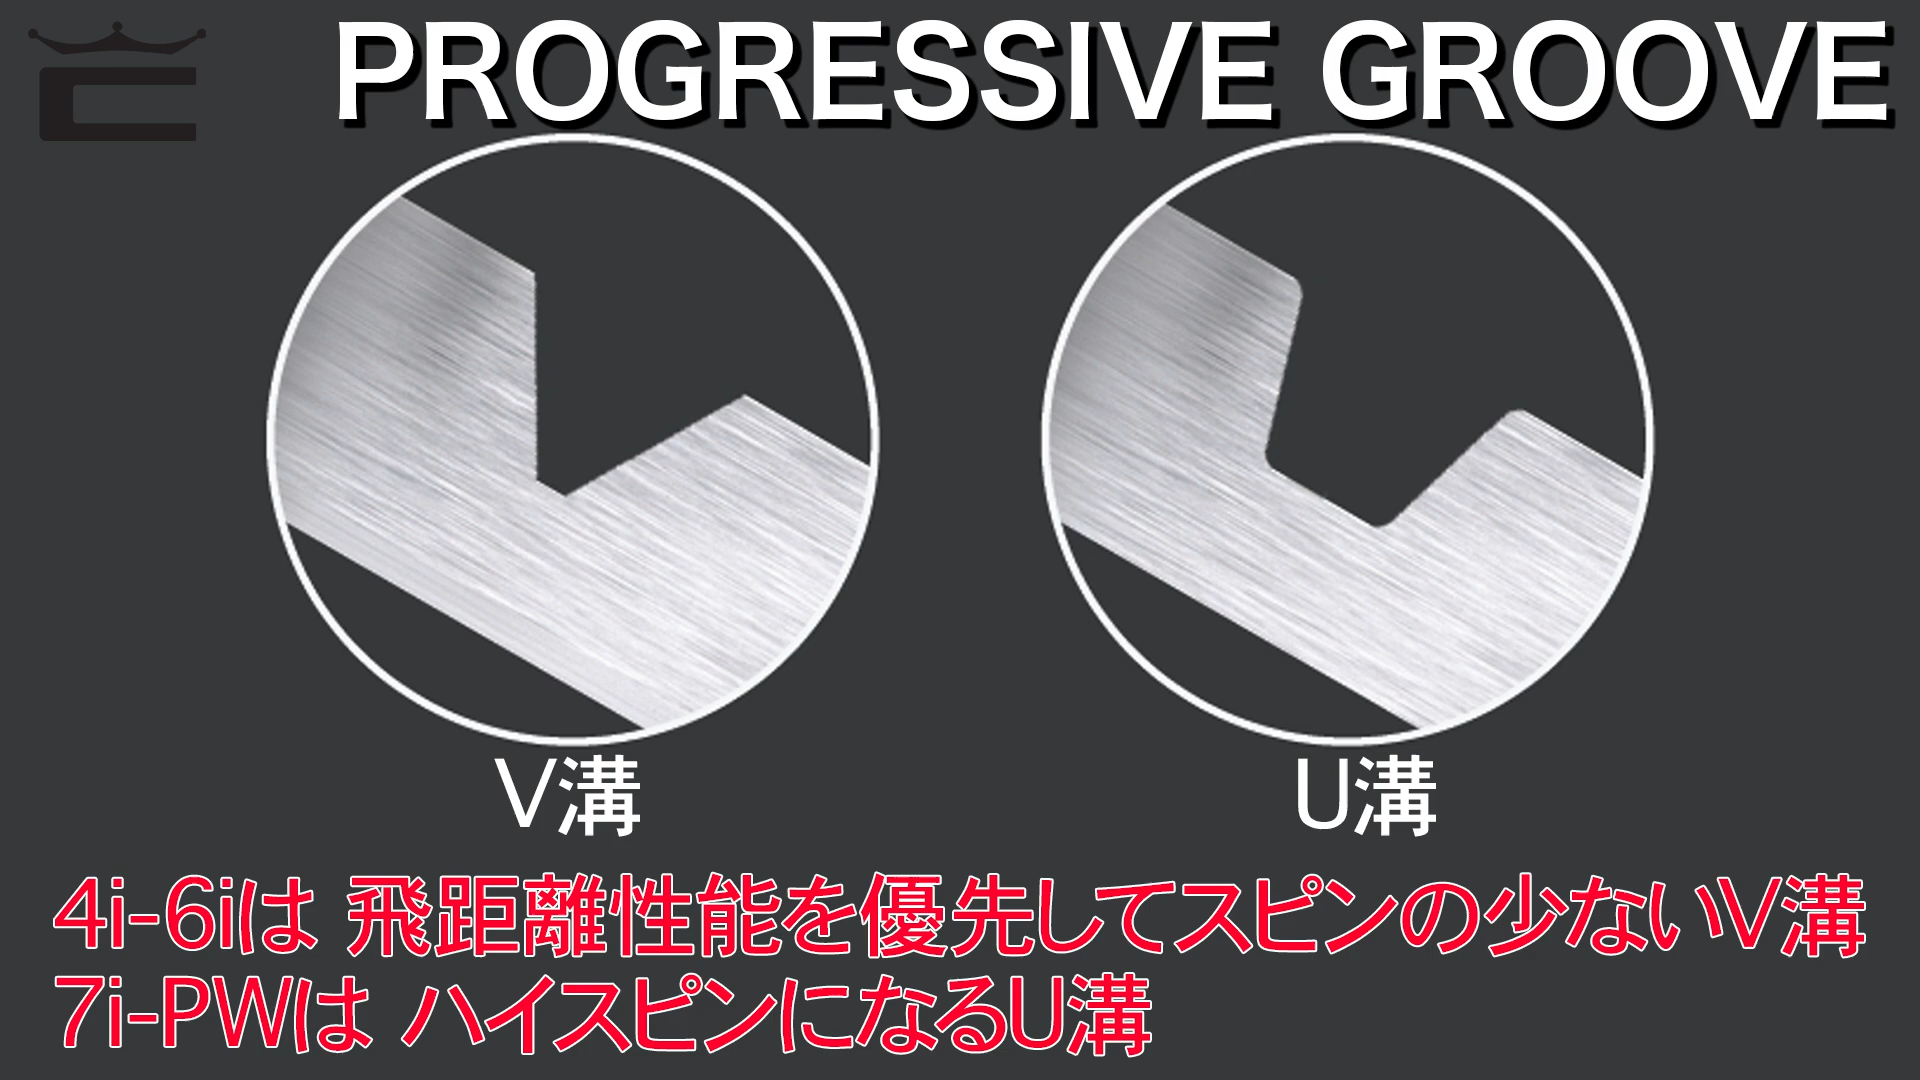 PROGRESSIVE GROOVE
V溝
U溝
4i-6iは 飛距離性能を優先してスピンの少ないV溝
7i-PWは ハイスピンになるU溝